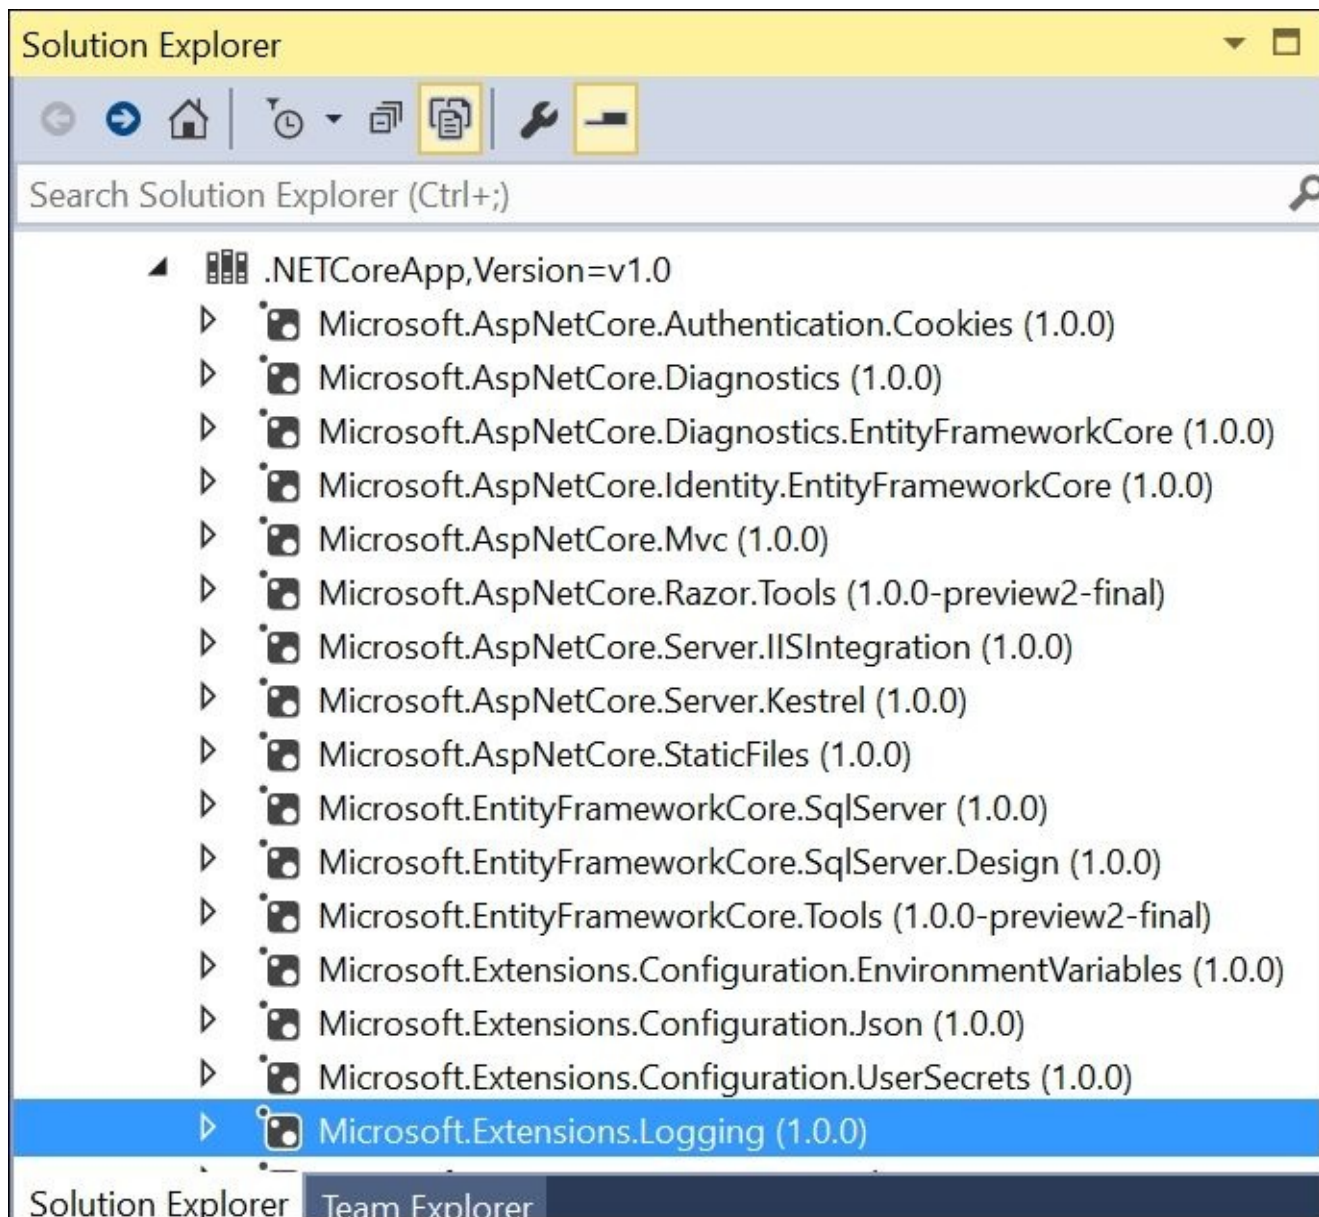 Solution Explorer
Search Solution Explorer (Ctrl+;)
.NETCoreApp,Version=v1.0
Microsoft.AspNetCore.Authentication.Cookies (1.0.0)
Microsoft.AspNetCore.Diagnostics (1.0.0)
Microsoft.AspNetCore.Diagnostics.EntityFrameworkCore (1.0.0)
Microsoft.AspNetCore.Identity.EntityFrameworkCore (1.0.0)
Microsoft.AspNetCore.Mvc (1.0.0)
Microsoft.AspNetCore.Razor.Tools (1.0.0-preview2-final)
Microsoft.AspNetCore.Server.IISIntegration (1.0.0)
Microsoft.AspNetCore.Server.Kestrel (1.0.0)
Microsoft.AspNetCore.StaticFiles (1.0.0)
Microsoft.EntityFrameworkCore.SqlServer (1.0.0)
Microsoft.EntityFrameworkCore.SqlServer.Design (1.0.0)
Microsoft.EntityFrameworkCore.Tools (1.0.0-preview2-final)
Microsoft.Extensions.Configuration.EnvironmentVariables (1.0.0)
Microsoft.Extensions.Configuration.Json (1.0.0)
Microsoft.Extensions.Configuration.UserSecrets (1.0.0)
Microsoft.Extensions.Logging (1.0.0)
Solution Explorer Team Explorer